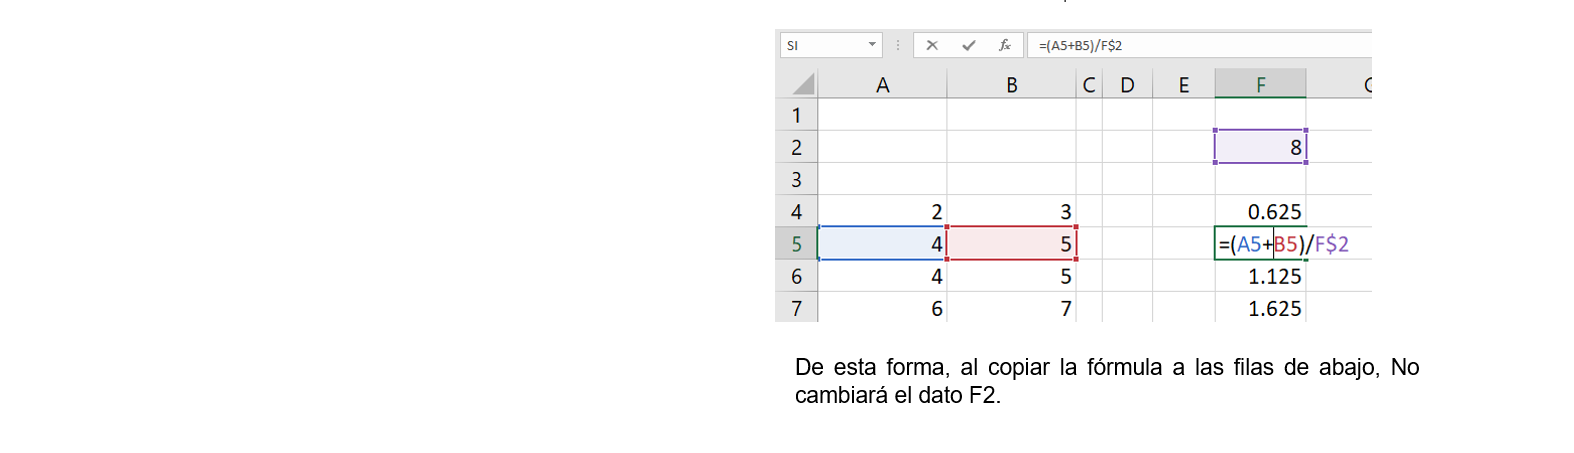 SI =(A5+B5)/F$2
A B C D E F
1
2 8
3
4 2 3 0.625
5 4 5 =(A5+B5)/F$2
6 4 5 1.125
7 6 7 1.625
De esta forma, al copiar la fórmula a las filas de abajo, No
cambiará el dato F2.